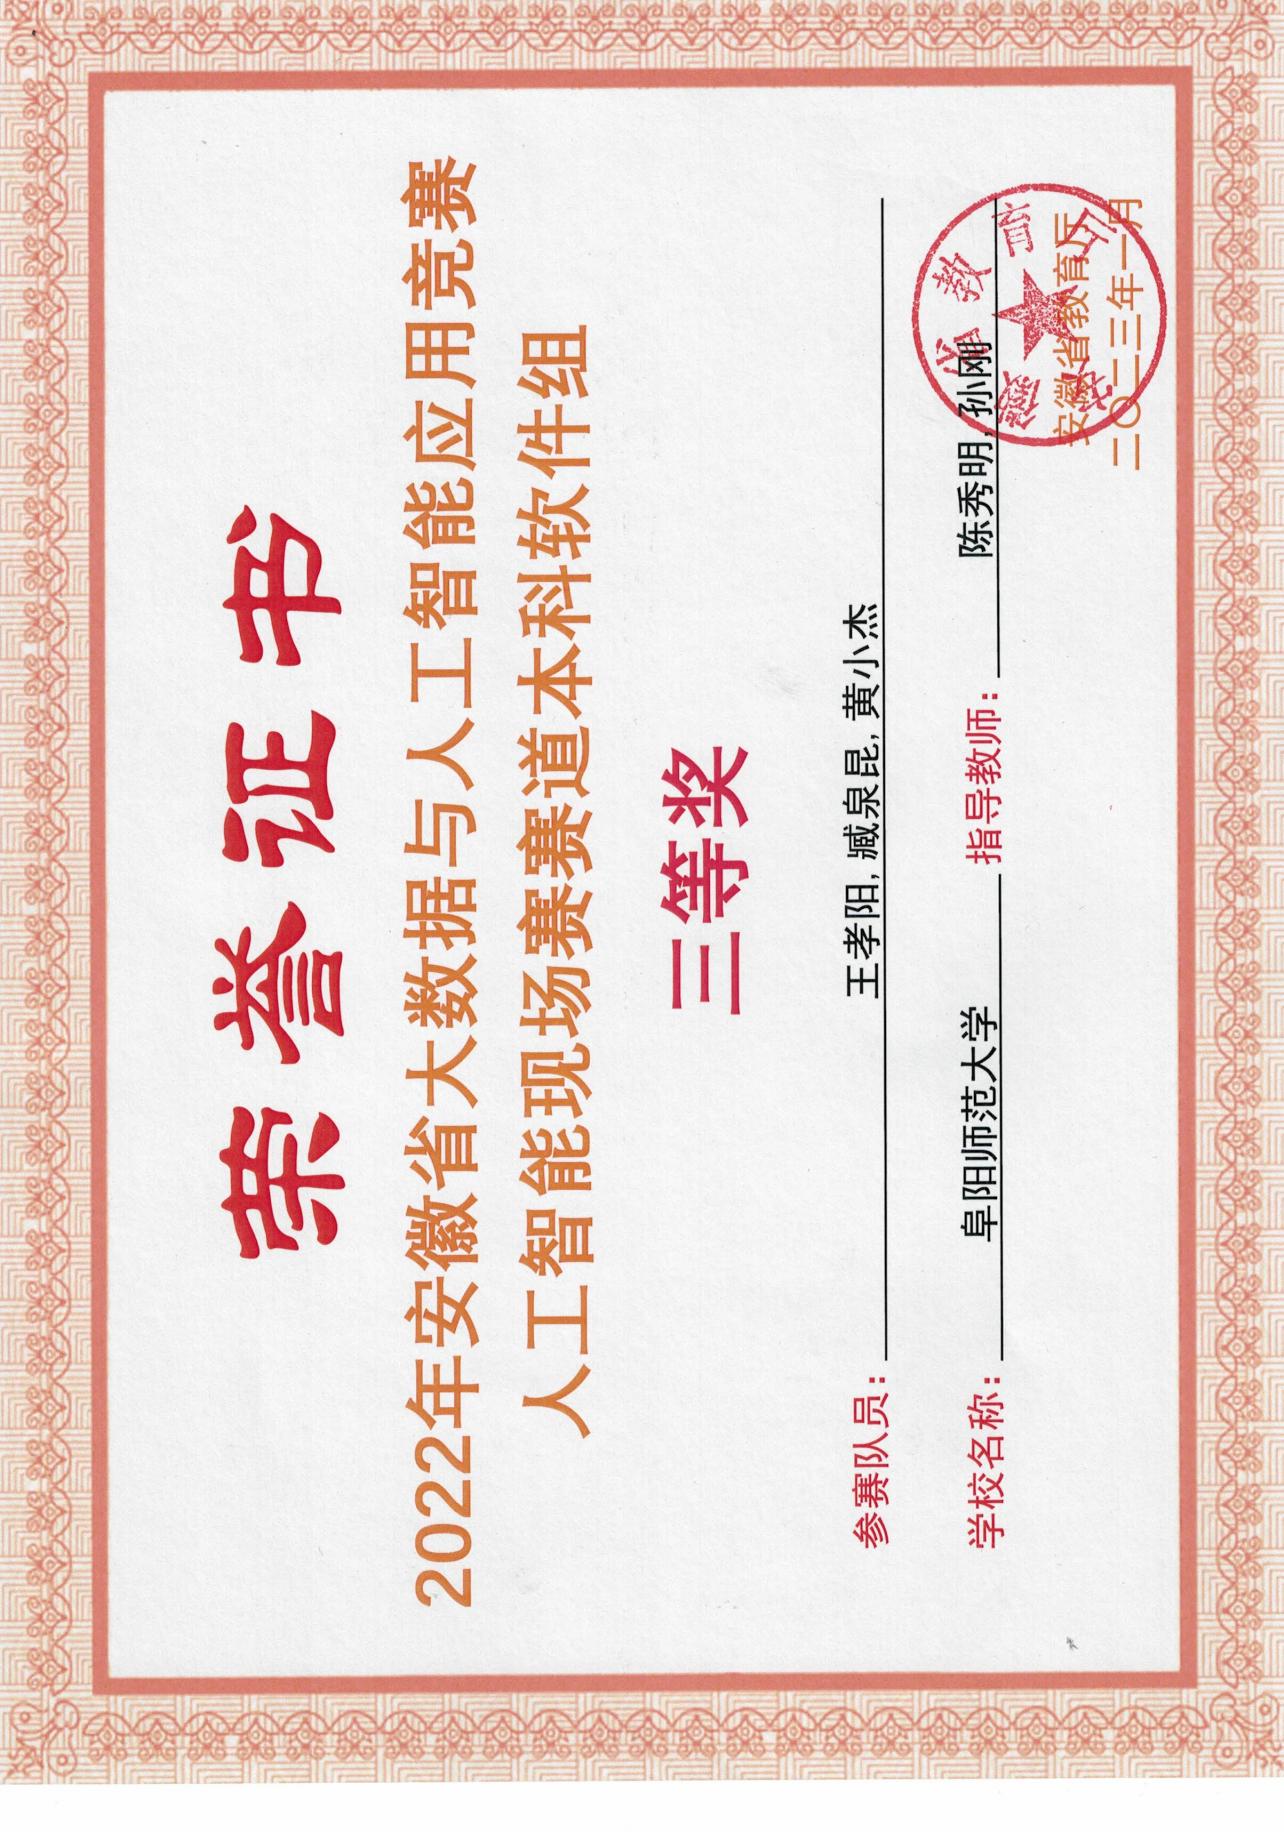 荣誉证书
2022年安徽省大数据与人工智能应用竞赛
人工智能现场赛赛道本科软件组
三等奖
参赛队员：王孝阳,臧泉昆,黄小杰
学校名称：阜阳师范大学 指导教师：陈秀明,孙刚
安徽省教育厅
安徽省教育厅
二〇二三年一月